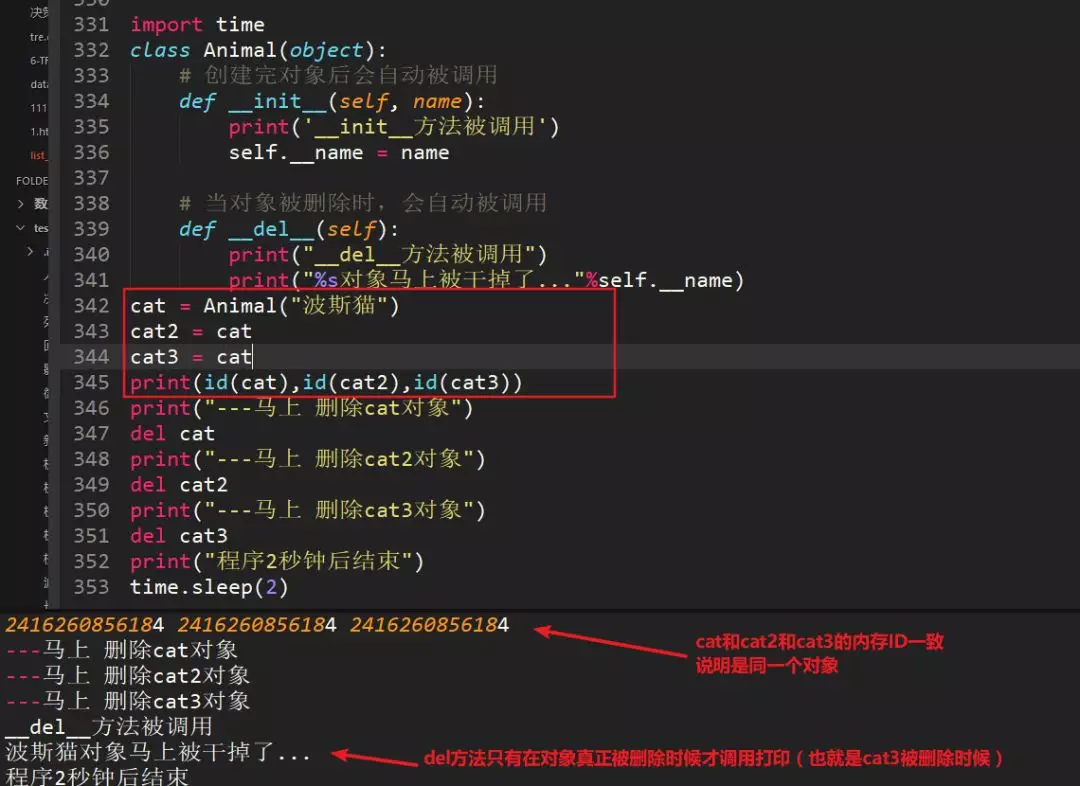 决策
tre.
6-TF
data
111
1.ht
list_
FOLDE
数
tes
330
331 import time
332 class Animal(object):
333 # 创建完对象后会自动被调用
334 def __init__(self, name):
335 print('__init__方法被调用')
336 self.__name = name
337
338 # 当对象被删除时，会自动被调用
339 def __del__(self):
340 print("__del__方法被调用")
341 print("%s对象马上被干掉了..."%self.__name)
342 cat = Animal("波斯猫")
343 cat2 = cat
344 cat3 = cat
345 print(id(cat),id(cat2),id(cat3))
346 print("---马上 删除cat对象")
347 del cat
348 print("---马上 删除cat2对象")
349 del cat2
350 print("---马上 删除cat3对象")
351 del cat3
352 print("程序2秒钟后结束")
353 time.sleep(2)
2416260856184 2416260856184 2416260856184
cat和cat2和cat3的内存ID一致
说明是同一个对象
---马上 删除cat对象
---马上 删除cat2对象
---马上 删除cat3对象
__del__方法被调用
波斯猫对象马上被干掉了...
del方法只有在对象真正被删除时候才调用打印（也就是cat3被删除时候）
程序2秒钟后结束